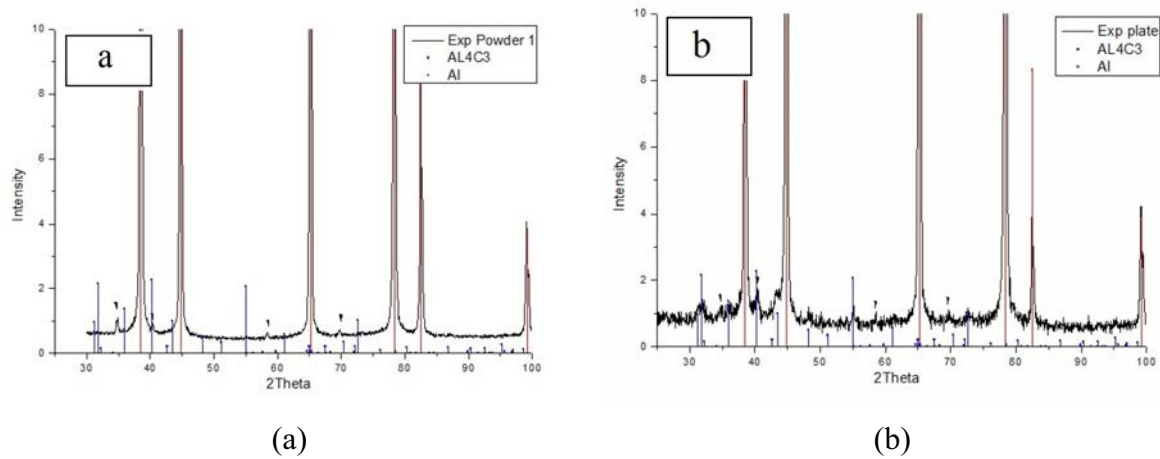 a
Exp Powder 1
AL4C3
Al
Intensity
10
8
6
4
2
0
30 40 50 60 70 80 90 100
2Theta
(a)
b
Exp plate
AL4C3
Al
Intensity
10
8
6
4
2
0
30 40 50 60 70 80 90 100
2Theta
(b)